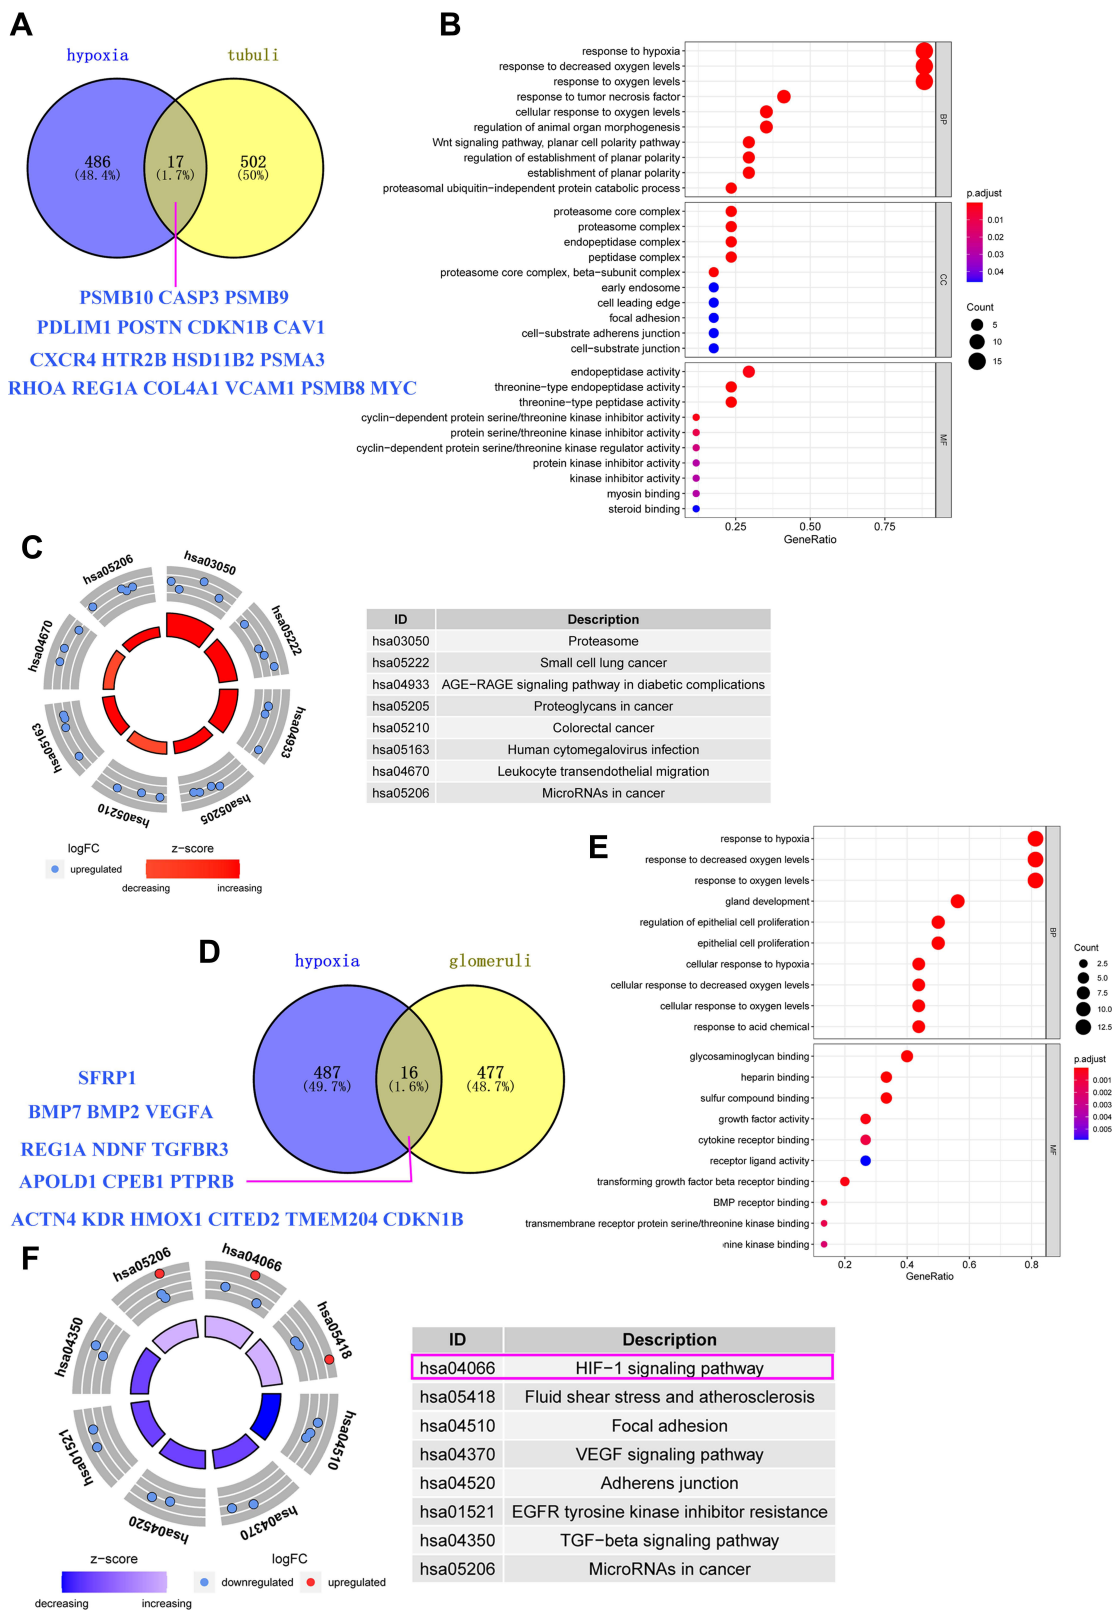 A
hypoxia
tubuli
486
(48.4%)
17
(1.7%)
502
(50%)
PSMB10 CASP3 PSMB9
PDLIM1 POSTN CDKN1B CAV1
CXCR4 HTR2B HSD11B2 PSMA3
RHOA REG1A COL4A1 VCAM1 PSMB8 MYC
B
response to hypoxia
response to decreased oxygen levels
response to oxygen levels
response to tumor necrosis factor
cellular response to oxygen levels
regulation of animal organ morphogenesis
Wnt signaling pathway, planar cell polarity pathway
regulation of establishment of planar polarity
establishment of planar polarity
proteasomal ubiquitin−independent protein catabolic process
BP
proteasome core complex
proteasome complex
endopeptidase complex
peptidase complex
proteasome core complex, beta−subunit complex
early endosome
cell leading edge
focal adhesion
cell−substrate adherens junction
cell−substrate junction
CC
endopeptidase activity
threonine−type endopeptidase activity
threonine−type peptidase activity
cyclin−dependent protein serine/threonine kinase inhibitor activity
protein serine/threonine kinase inhibitor activity
cyclin−dependent protein serine/threonine kinase regulator activity
protein kinase inhibitor activity
kinase inhibitor activity
myosin binding
steroid binding
MF
0.25 0.50 0.75
GeneRatio
p.adjust
0.01
0.02
0.03
0.04
Count
5
10
15
C
hsa03050
hsa05222
hsa04933
hsa05205
hsa05210
hsa05163
hsa04670
hsa05206
logFC
upregulated
z−score
decreasing increasing
ID Description
hsa03050 Proteasome
hsa05222 Small cell lung cancer
hsa04933 AGE−RAGE signaling pathway in diabetic complications
hsa05205 Proteoglycans in cancer
hsa05210 Colorectal cancer
hsa05163 Human cytomegalovirus infection
hsa04670 Leukocyte transendothelial migration
hsa05206 MicroRNAs in cancer
D
hypoxia
glomeruli
487
(49.7%)
16
(1.6%)
477
(48.7%)
SFRP1
BMP7 BMP2 VEGFA
REG1A NDNF TGFBR3
APOLD1 CPEB1 PTPRB
ACTN4 KDR HMOX1 CITED2 TMEM204 CDKN1B
E
response to hypoxia
response to decreased oxygen levels
response to oxygen levels
gland development
regulation of epithelial cell proliferation
epithelial cell proliferation
cellular response to hypoxia
cellular response to decreased oxygen levels
cellular response to oxygen levels
response to acid chemical
BP
glycosaminoglycan binding
heparin binding
sulfur compound binding
growth factor activity
cytokine receptor binding
receptor ligand activity
transforming growth factor beta receptor binding
BMP receptor binding
transmembrane receptor protein serine/threonine kinase binding
nine kinase binding
MF
0.2 0.4 0.6 0.8
GeneRatio
Count
2.5
5.0
7.5
10.0
12.5
p.adjust
0.001
0.002
0.003
0.004
0.005
F
hsa04066
hsa05418
hsa04510
hsa04370
hsa04520
hsa01521
hsa04350
hsa05206
z−score
decreasing increasing
logFC
downregulated upregulated
ID Description
hsa04066 HIF−1 signaling pathway
hsa05418 Fluid shear stress and atherosclerosis
hsa04510 Focal adhesion
hsa04370 VEGF signaling pathway
hsa04520 Adherens junction
hsa01521 EGFR tyrosine kinase inhibitor resistance
hsa04350 TGF−beta signaling pathway
hsa05206 MicroRNAs in cancer